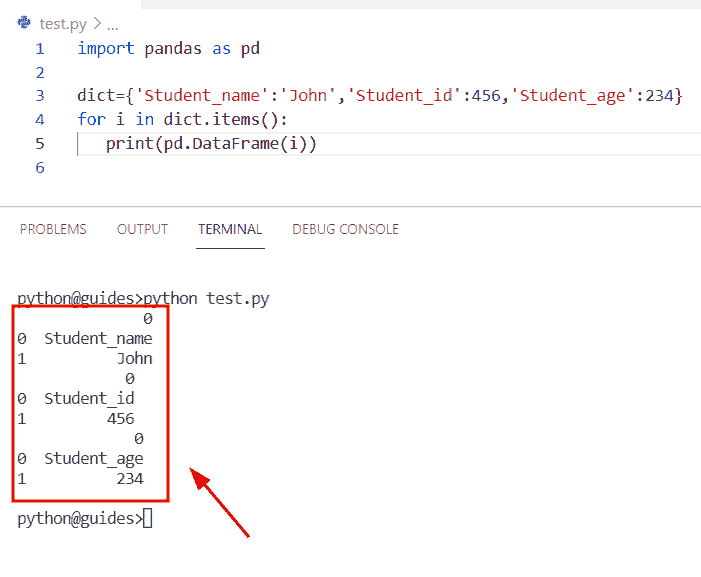 test.py > ...
1 import pandas as pd
2
3 dict={'Student_name':'John','Student_id':456,'Student_age':234}
4 for i in dict.items():
5    print(pd.DataFrame(i))
6
PROBLEMS OUTPUT TERMINAL DEBUG CONSOLE
python@guides>python test.py
              0
0  Student_name
1          John
            0
0  Student_id
1         456
             0
0  Student_age
1          234
python@guides>